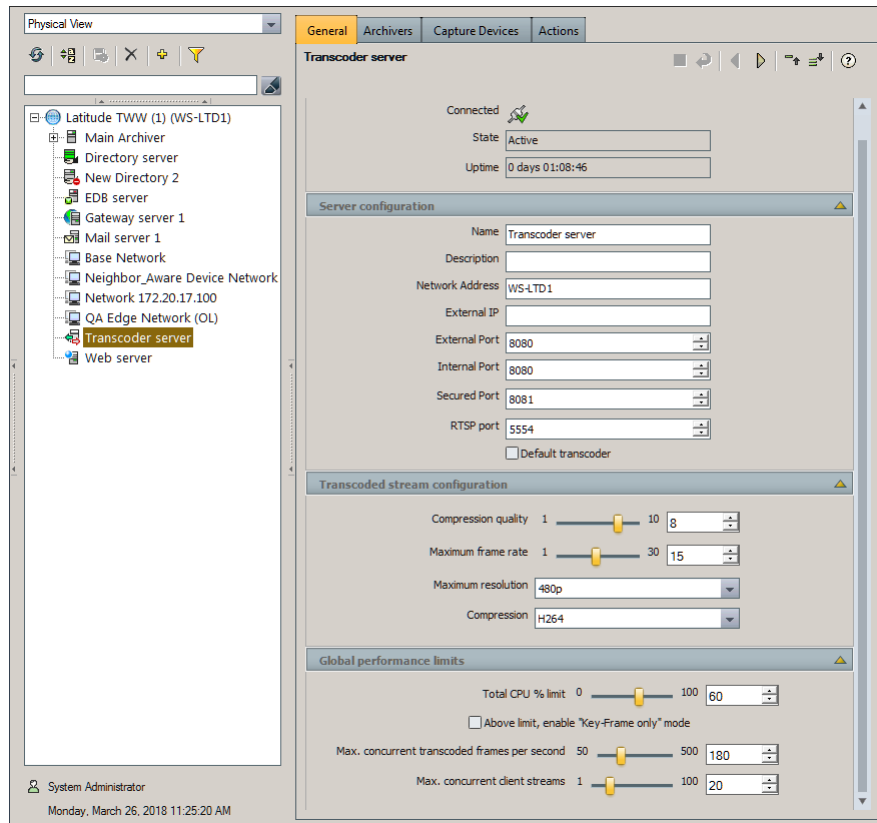 Physical View
Latitude TWW (1) (WS-LTD1)
Main Archiver
Directory server
New Directory 2
EDB server
Gateway server 1
Mail server 1
Base Network
Neighbor_Aware Device Network
Network 172.20.17.100
QA Edge Network (OL)
Transcoder server
Web server
System Administrator
Monday, March 26, 2018 11:25:20 AM
General Archivers Capture Devices Actions
Transcoder server
Connected
State Active
Uptime 0 days 01:08:46
Server configuration
Name Transcoder server
Description
Network Address WS-LTD1
External IP
External Port 8080
Internal Port 8080
Secured Port 8081
RTSP port 5554
Default transcoder
Transcoded stream configuration
Compression quality 1 10 8
Maximum frame rate 1 30 15
Maximum resolution 480p
Compression H264
Global performance limits
Total CPU % limit 0 100 60
Above limit, enable "Key-Frame only" mode
Max. concurrent transcoded frames per second 50 500 180
Max. concurrent client streams 1 100 20